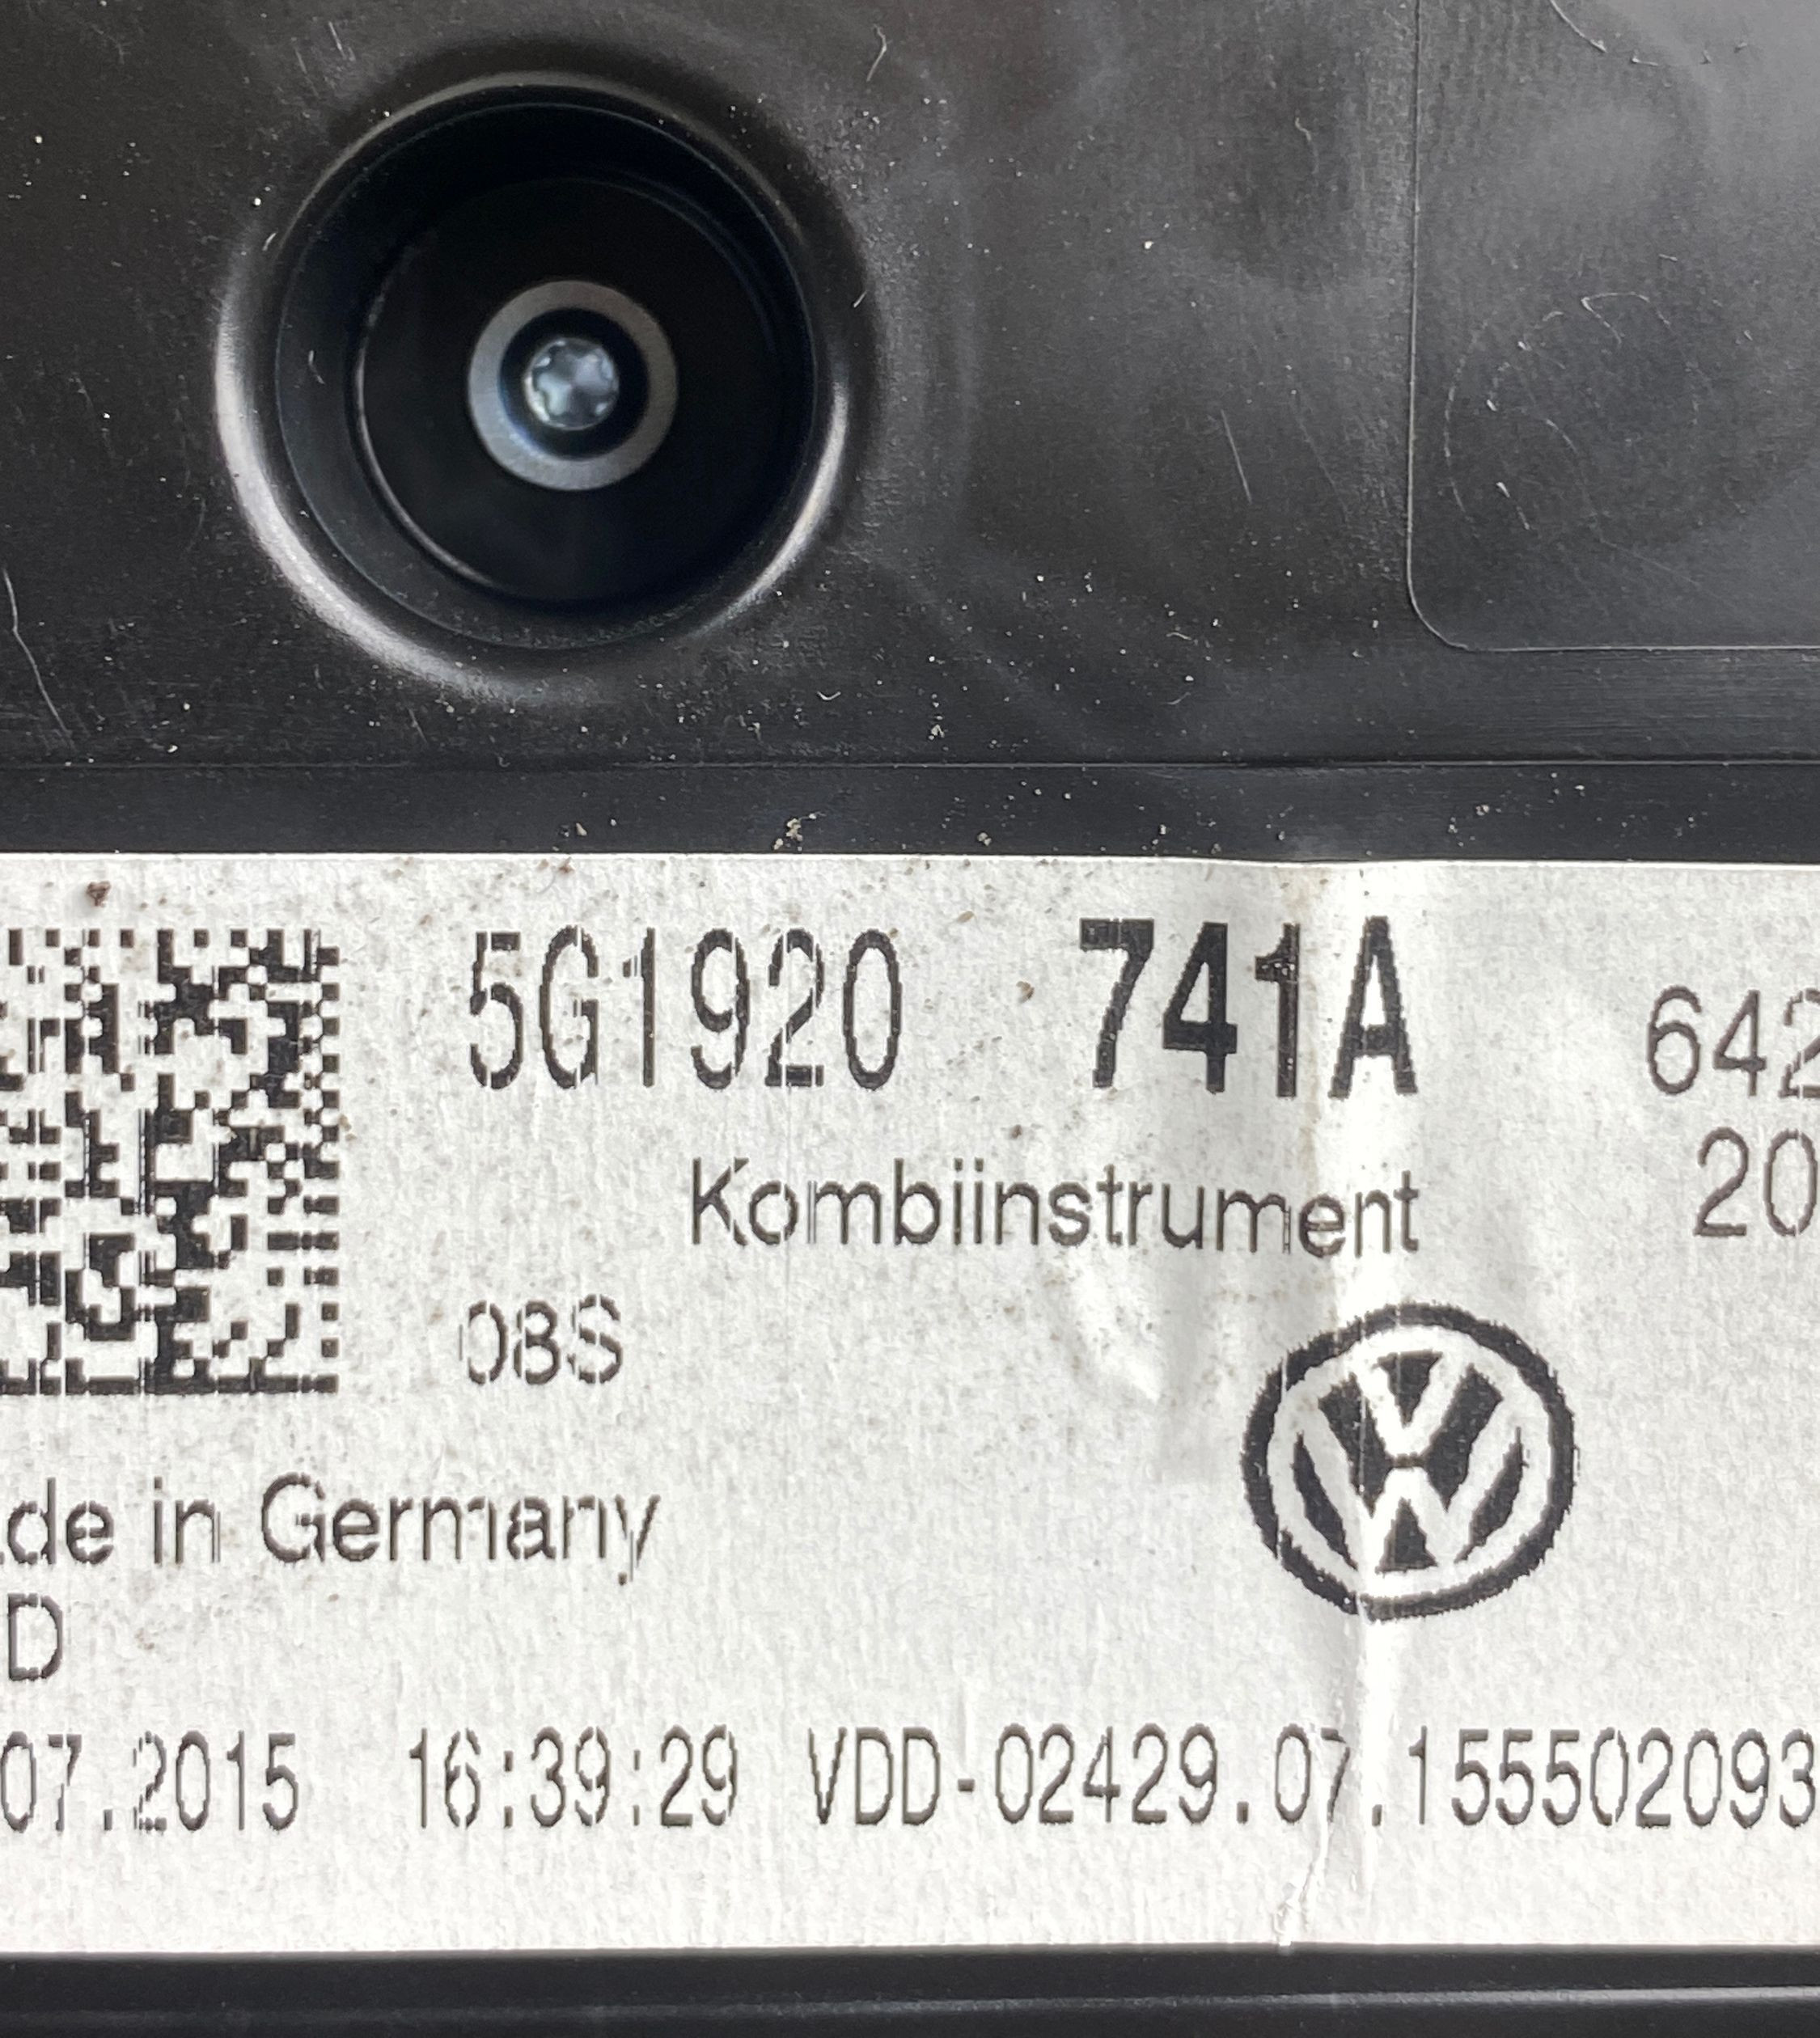 5G1920 741A 642
Kombiinstrument 20
08S
de in Germany
D
07.2015 16:39:29 VDD-02429.07.155502093